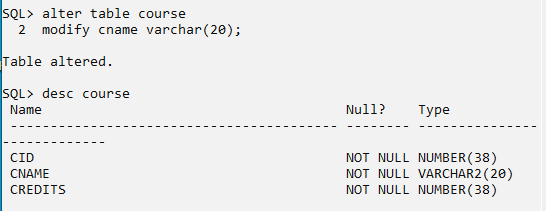 SQL> alter table course
  2  modify cname varchar(20);
Table altered.
SQL> desc course
 Name                                      Null?    Type
 ----------------------------------------- -------- ---------------
-------------
 CID                                       NOT NULL NUMBER(38)
 CNAME                                     NOT NULL VARCHAR2(20)
 CREDITS                                   NOT NULL NUMBER(38)